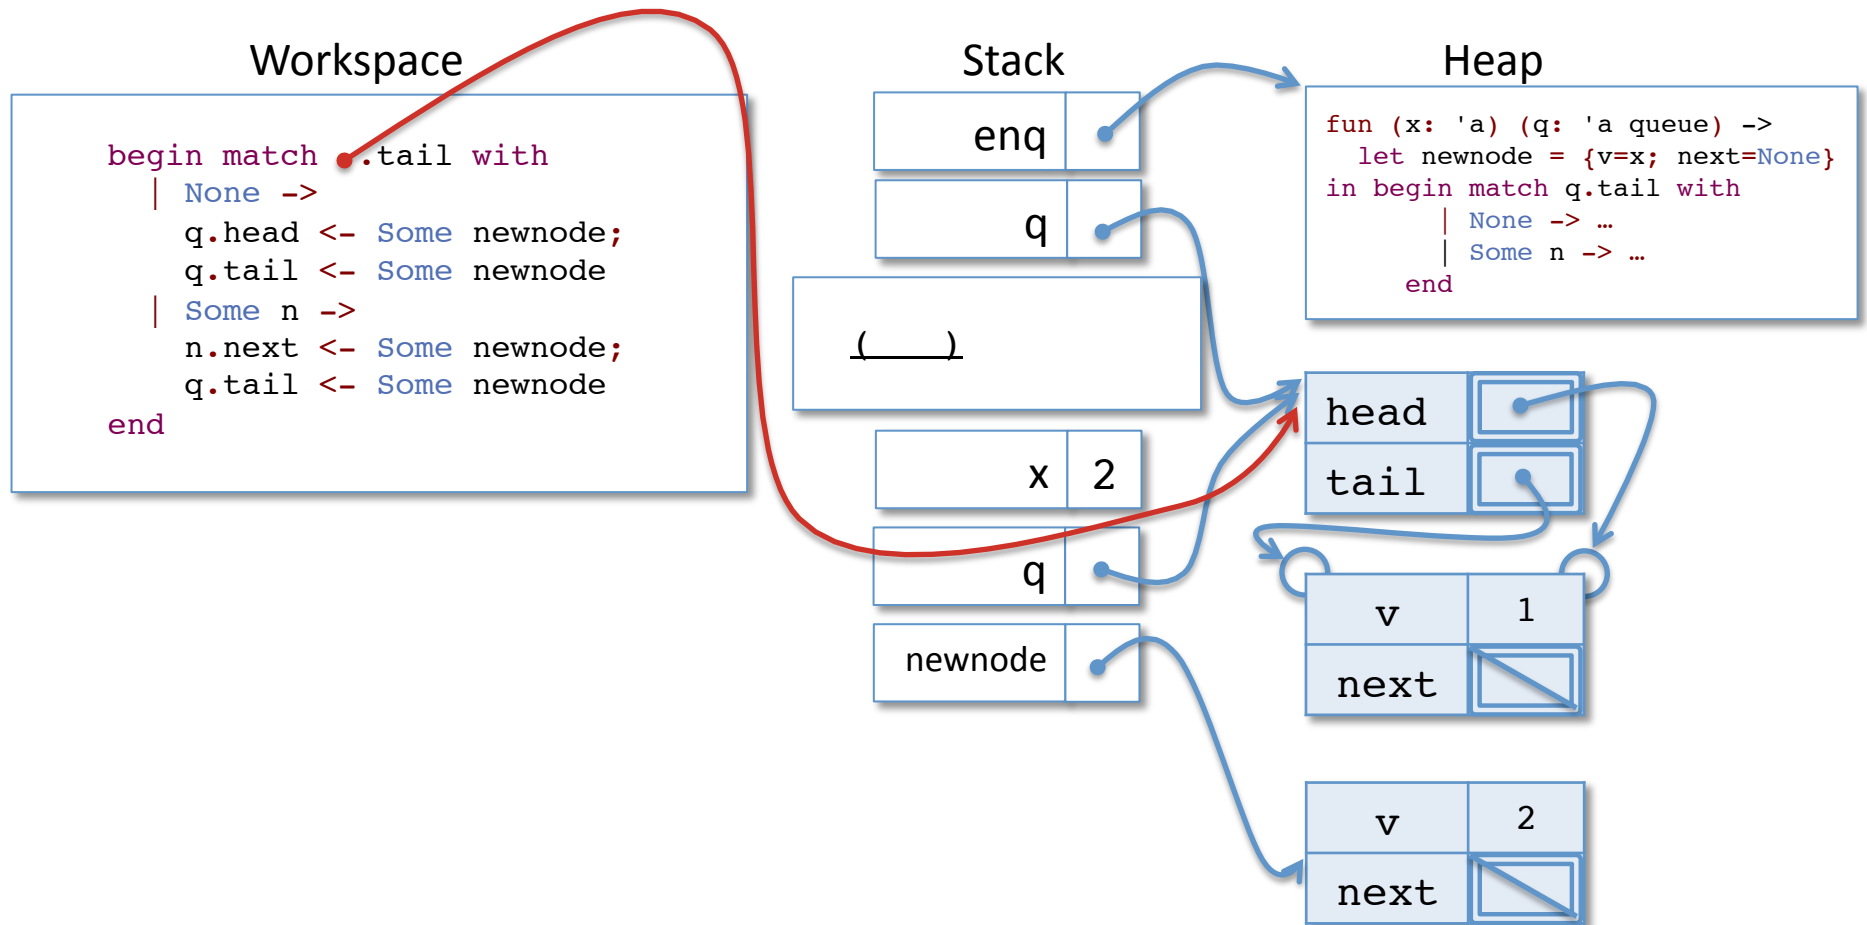 Workspace
begin match .tail with
| None ->
q.head <- Some newnode;
q.tail <- Some newnode
| Some n ->
n.next <- Some newnode;
q.tail <- Some newnode
end
Stack
enq
q
(    )
x 2
q
newnode
Heap
fun (x: 'a) (q: 'a queue) ->
let newnode = {v=x; next=None}
in begin match q.tail with
| None -> …
| Some n -> …
end
head
tail
v 1
next
v 2
next